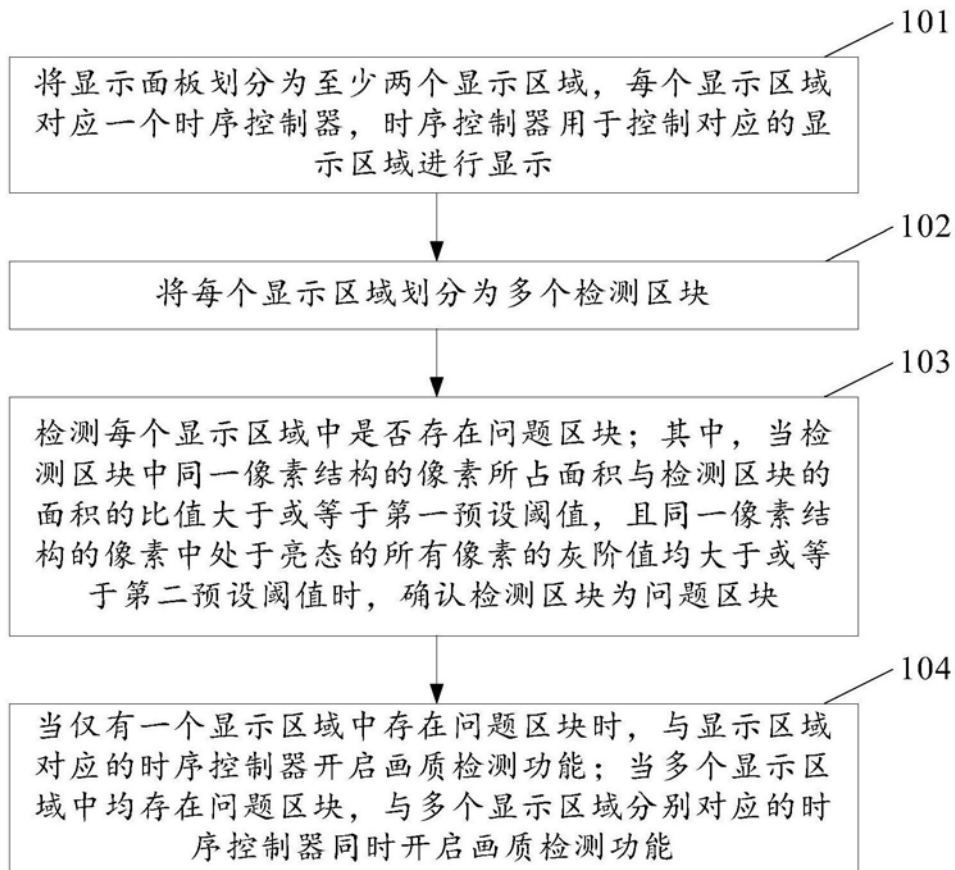 101
将显示面板划分为至少两个显示区域，每个显示区域
对应一个时序控制器，时序控制器用于控制对应的显
示区域进行显示
102
将每个显示区域划分为多个检测区块
103
检测每个显示区域中是否存在问题区块；其中，当检
测区块中同一像素结构的像素所占面积与检测区块的
面积的比值大于或等于第一预设阈值，且同一像素结
构的像素中处于亮态的所有像素的灰阶值均大于或等
于第二预设阈值时，确认检测区块为问题区块
104
当仅有一个显示区域中存在问题区块时，与显示区域
对应的时序控制器开启画质检测功能；当多个显示区
域中均存在问题区块，与多个显示区域分别对应的时
序控制器同时开启画质检测功能